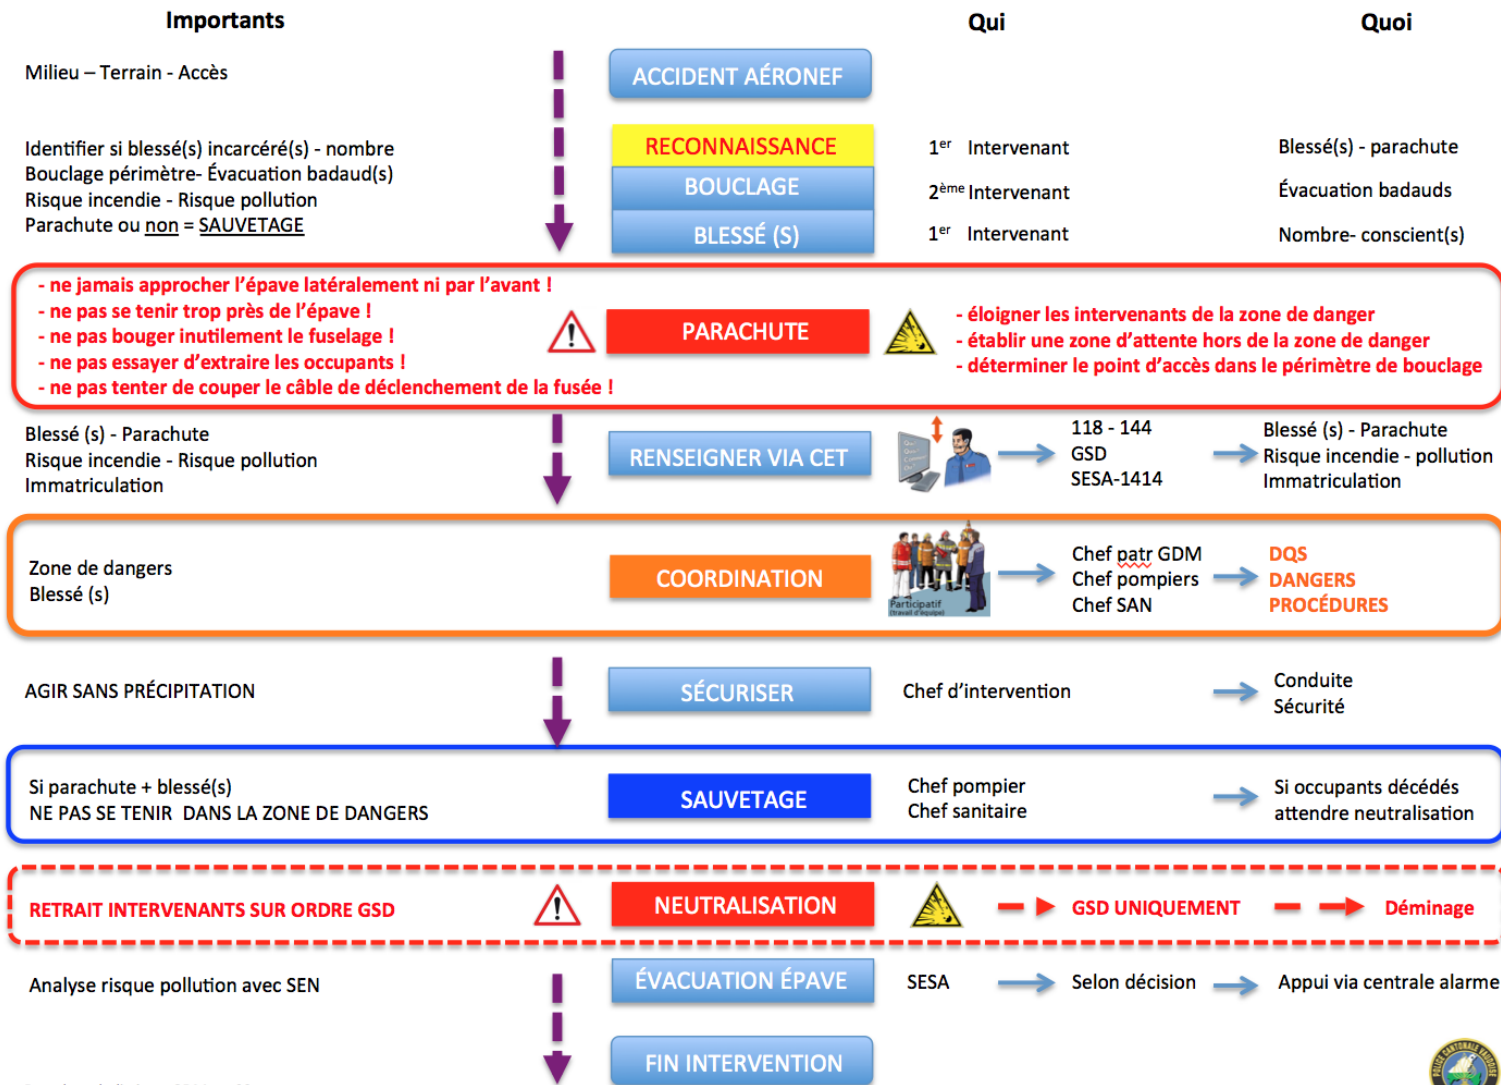 Importants
Qui
Quoi
Milieu – Terrain - Accès
ACCIDENT AÉRONEF
Identifier si blessé(s) incarcéré(s) - nombre
Bouclage périmètre- Évacuation badaud(s)
Risque incendie - Risque pollution
Parachute ou non = SAUVETAGE
RECONNAISSANCE
1er Intervenant
Blessé(s) - parachute
BOUCLAGE
2ème Intervenant
Évacuation badauds
BLESSÉ (S)
1er Intervenant
Nombre- conscient(s)
- ne jamais approcher l’épave latéralement ni par l’avant !
- ne pas se tenir trop près de l’épave !
- ne pas bouger inutilement le fuselage !
- ne pas essayer d’extraire les occupants !
- ne pas tenter de couper le câble de déclenchement de la fusée !
PARACHUTE
- éloigner les intervenants de la zone de danger
- établir une zone d’attente hors de la zone de danger
- déterminer le point d’accès dans le périmètre de bouclage
Blessé (s) - Parachute
Risque incendie - Risque pollution
Immatriculation
RENSEIGNER VIA CET
118 - 144
GSD
SESA-1414
Blessé (s) - Parachute
Risque incendie - pollution
Immatriculation
Zone de dangers
Blessé (s)
COORDINATION
Participatif
(travail d'équipe)
Chef patr GDM
Chef pompiers
Chef SAN
DQS
DANGERS
PROCÉDURES
AGIR SANS PRÉCIPITATION
SÉCURISER
Chef d’intervention
Conduite
Sécurité
Si parachute + blessé(s)
NE PAS SE TENIR DANS LA ZONE DE DANGERS
SAUVETAGE
Chef pompier
Chef sanitaire
Si occupants décédés
attendre neutralisation
RETRAIT INTERVENANTS SUR ORDRE GSD
NEUTRALISATION
GSD UNIQUEMENT
Déminage
Analyse risque pollution avec SEN
ÉVACUATION ÉPAVE
SESA
Selon décision
Appui via centrale alarme
FIN INTERVENTION
POLICE CANTONALE VAUDOISE